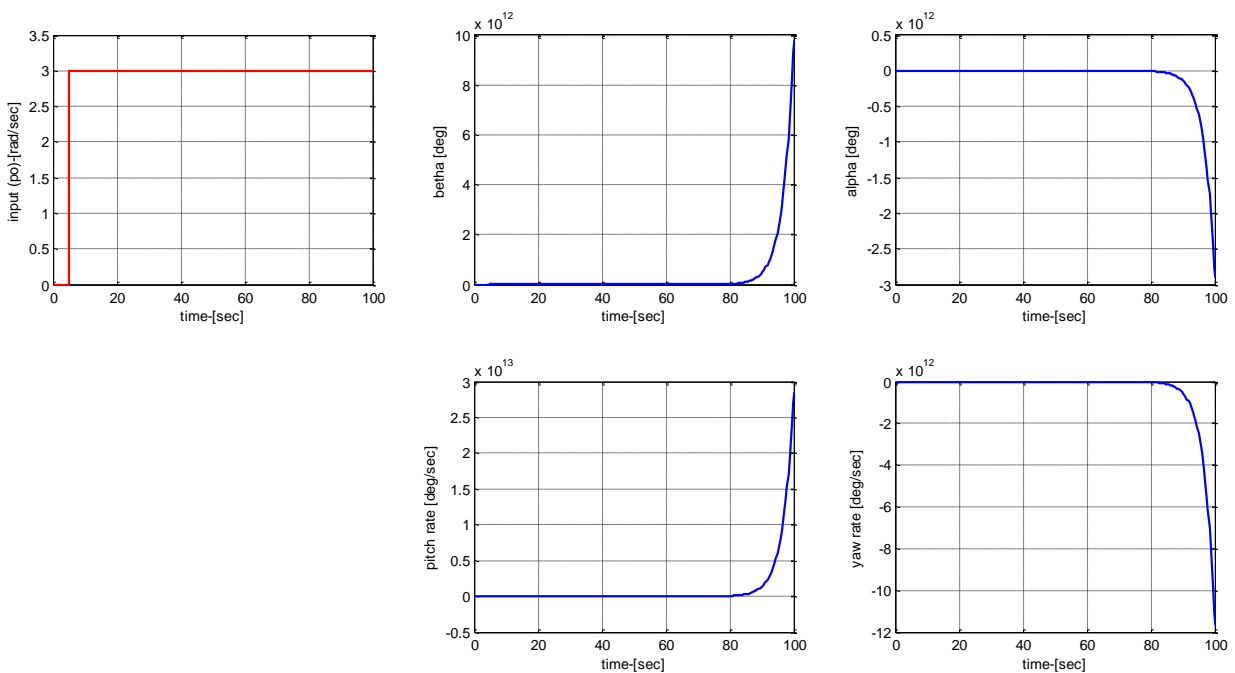 3.5
3
2.5
2
1.5
1
0.5
0
0 20 40 60 80 100
time-[sec]
input (po)-[rad/sec]
x 10^12
10
8
6
4
2
0
0 20 40 60 80 100
time-[sec]
betha [deg]
x 10^12
0.5
0
-0.5
-1
-1.5
-2
-2.5
-3
0 20 40 60 80 100
time-[sec]
alpha [deg]
x 10^13
3
2.5
2
1.5
1
0.5
0
-0.5
0 20 40 60 80 100
time-[sec]
pitch rate [deg/sec]
x 10^12
0
-2
-4
-6
-8
-10
-12
0 20 40 60 80 100
time-[sec]
yaw rate [deg/sec]